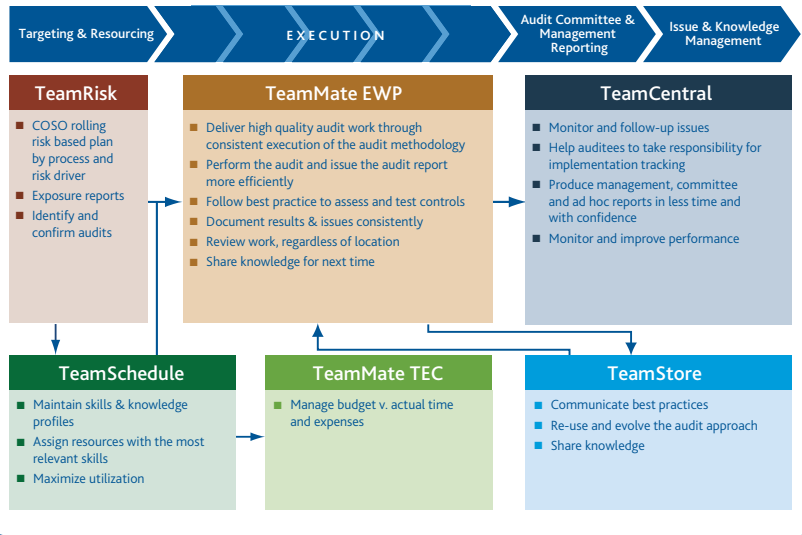 Targeting & Resourcing
EXECUTION
Audit Committee &
Management
Reporting
Issue & Knowledge
Management
TeamRisk
COSO rolling
risk based plan
by process and
risk driver
Exposure reports
Identify and
confirm audits
TeamMate EWP
Deliver high quality audit work through
consistent execution of the audit methodology
Perform the audit and issue the audit report
more efficiently
Follow best practice to assess and test controls
Document results & issues consistently
Review work, regardless of location
Share knowledge for next time
TeamCentral
Monitor and follow-up issues
Help auditees to take responsibility for
implementation tracking
Produce management, committee
and ad hoc reports in less time and
with confidence
Monitor and improve performance
TeamSchedule
Maintain skills & knowledge
profiles
Assign resources with the most
relevant skills
Maximize utilization
TeamMate TEC
Manage budget v. actual time
and expenses
TeamStore
Communicate best practices
Re-use and evolve the audit approach
Share knowledge